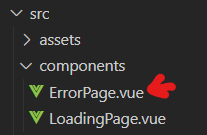 src
assets
components
ErrorPage.vue
LoadingPage.vue